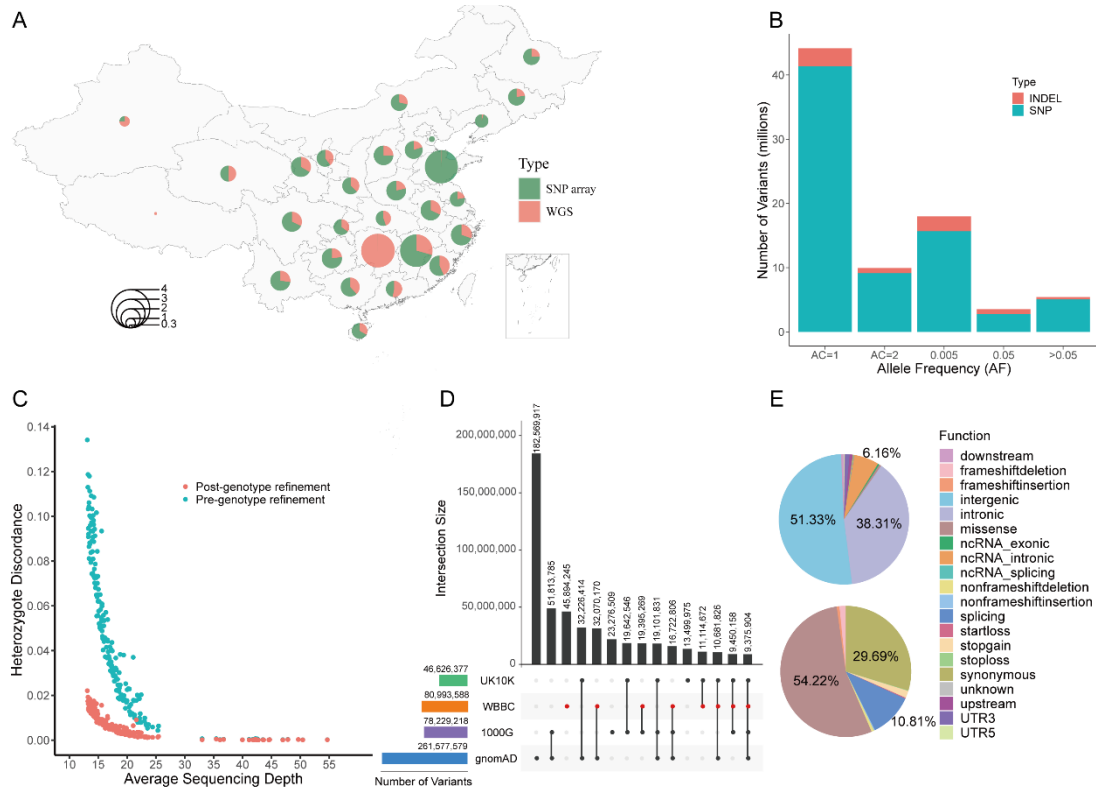 A
Type
SNP array
WGS
4
3
2
1
0.3
B
Number of Variants (millions)
40
30
20
10
0
Type
INDEL
SNP
AC=1
AC=2
0.005
0.05
>0.05
Allele Frequency (AF)
C
Heterozygote Discordance
0.14
0.12
0.10
0.08
0.06
0.04
0.02
0.00
Post-genotype refinement
Pre-genotype refinement
10
15
20
25
30
35
40
45
50
55
Average Sequencing Depth
D
Intersection Size
200,000,000
150,000,000
100,000,000
50,000,000
0
182,569,917
51,813,785
45,894,245
32,226,414
32,070,170
23,276,509
19,642,546
19,395,269
19,101,831
16,722,806
13,499,975
11,114,672
10,681,826
9,450,158
9,375,904
46,626,377
UK10K
80,993,588
WBBC
78,229,218
1000G
261,577,579
gnomAD
Number of Variants
E
6.16%
51.33%
38.31%
29.69%
54.22%
10.81%
Function
downstream
frameshiftdeletion
frameshiftinsertion
intergenic
intronic
missense
ncRNA_exonic
ncRNA_intronic
ncRNA_splicing
nonframeshiftdeletion
nonframeshiftinsertion
splicing
startloss
stopgain
stoploss
synonymous
unknown
upstream
UTR3
UTR5